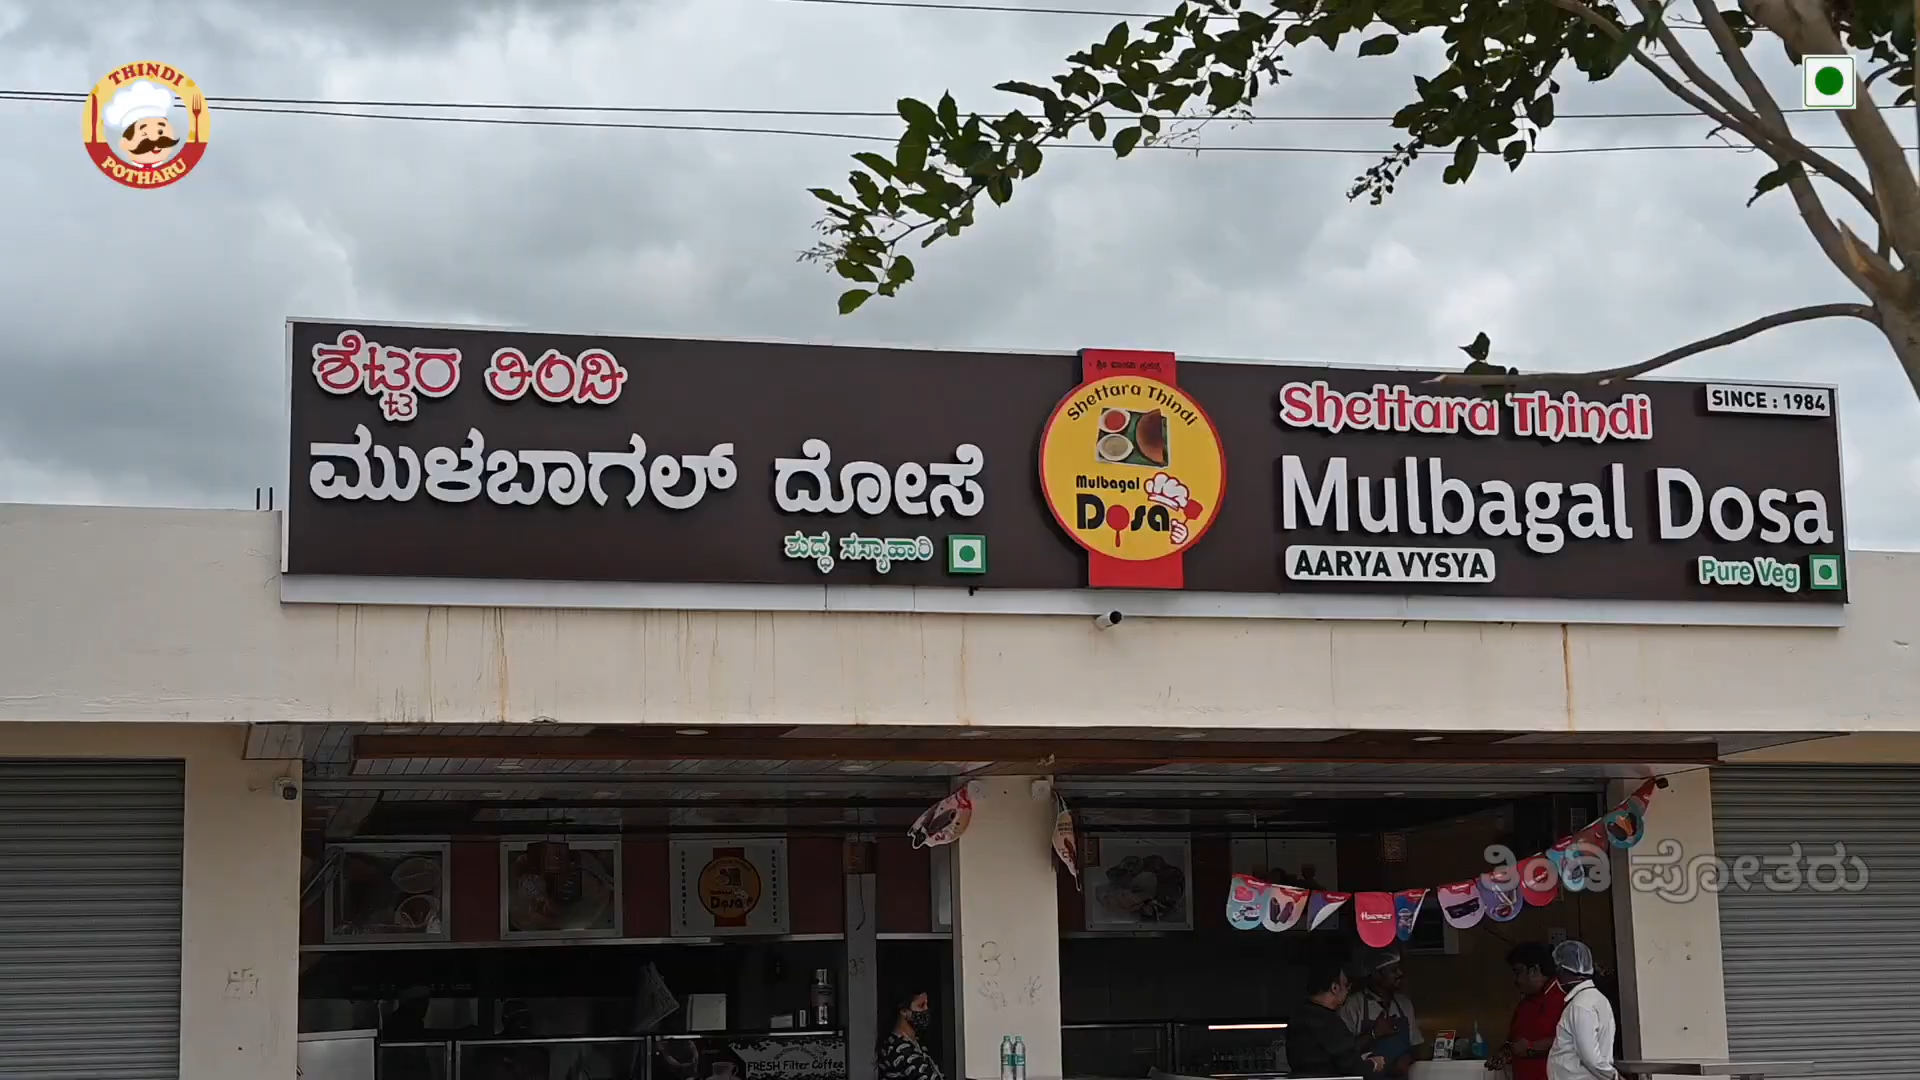 THINDI
POTHARU
ಶೆಟ್ಟರ ತಿಂಡಿ
ಮುಳಬಾಗಲ್ ದೋಸೆ
ಶುದ್ಧ ಸಸ್ಯಾಹಾರಿ
Shettara Thindi
Mulbagal
Dosa
Shettara Thindi
SINCE : 1984
Mulbagal Dosa
AARYA VYSYA
Pure Veg
ತಿಂಡಿ ಪೋತರು
Dosa
FRESH Filter Coffee